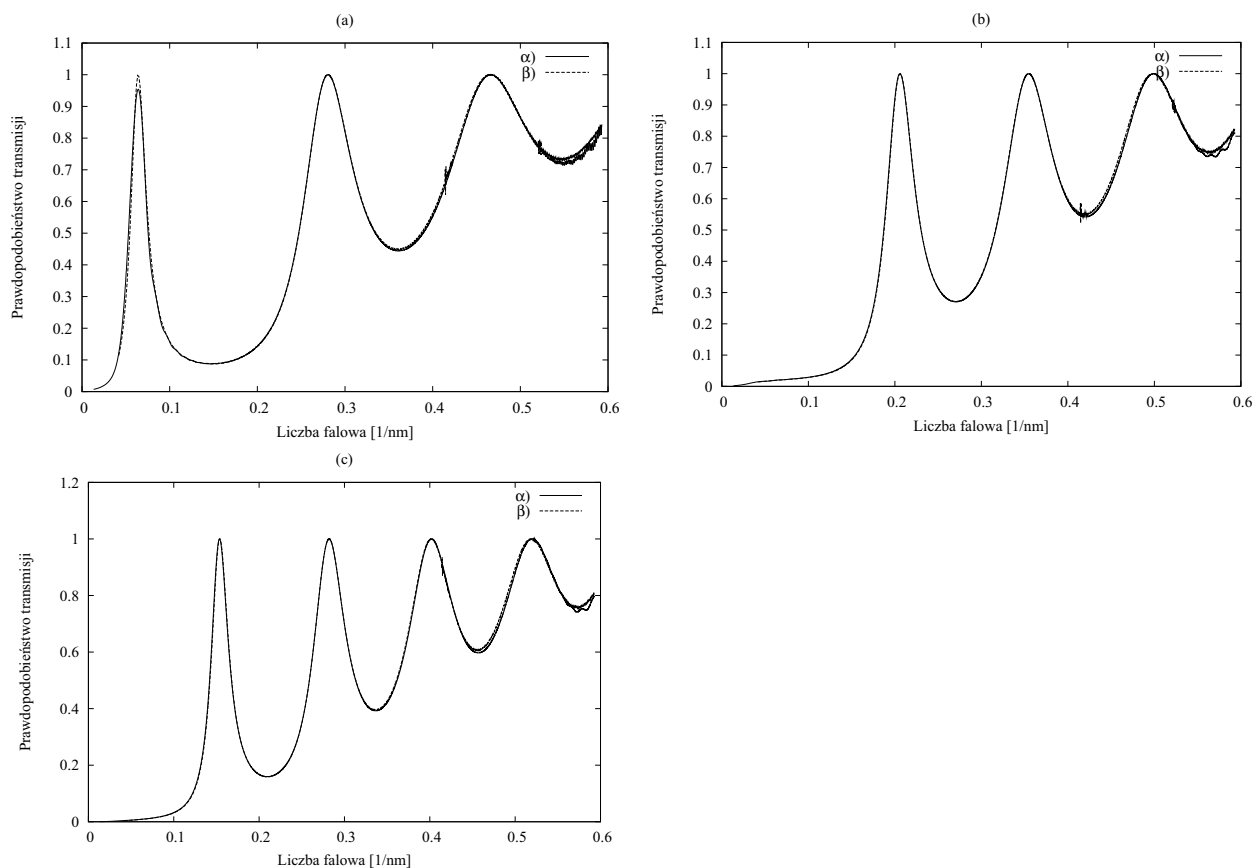 (a)
Prawdopodobieństwo transmisji
1.1
1
0.9
0.8
0.7
0.6
0.5
0.4
0.3
0.2
0.1
0
α)
β)
0 0.1 0.2 0.3 0.4 0.5 0.6
Liczba falowa [1/nm]
(b)
Prawdopodobieństwo transmisji
1.1
1
0.9
0.8
0.7
0.6
0.5
0.4
0.3
0.2
0.1
0
α)
β)
0 0.1 0.2 0.3 0.4 0.5 0.6
Liczba falowa [1/nm]
(c)
Prawdopodobieństwo transmisji
1.2
1
0.8
0.6
0.4
0.2
0
α)
β)
0 0.1 0.2 0.3 0.4 0.5 0.6
Liczba falowa [1/nm]